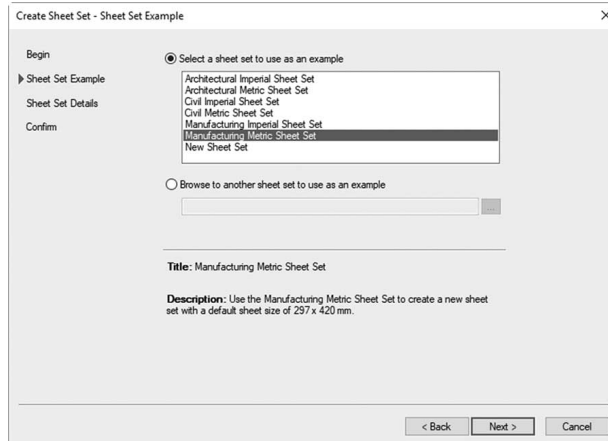 Create Sheet Set - Sheet Set Example
Begin
Sheet Set Example
Sheet Set Details
Confirm
Select a sheet set to use as an example
Architectural Imperial Sheet Set
Architectural Metric Sheet Set
Civil Imperial Sheet Set
Civil Metric Sheet Set
Manufacturing Imperial Sheet Set
Manufacturing Metric Sheet Set
New Sheet Set
Browse to another sheet set to use as an example
...
Title: Manufacturing Metric Sheet Set
Description: Use the Manufacturing Metric Sheet Set to create a new sheet
set with a default sheet size of 297 x 420 mm.
< Back Next > Cancel